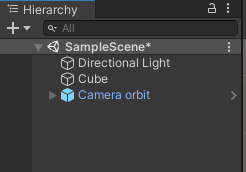 Hierarchy
All
SampleScene*
Directional Light
Cube
Camera orbit